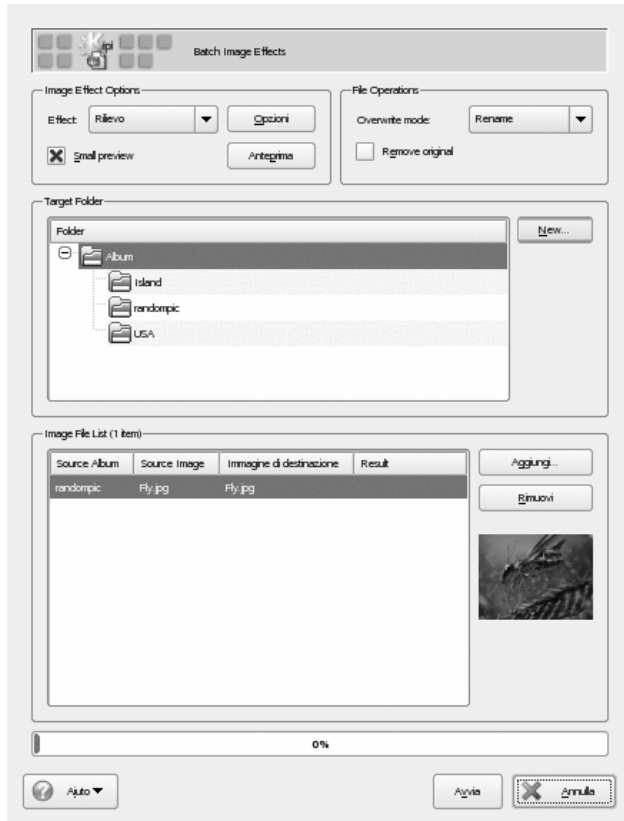 Kipi
Batch Image Effects
Image Effect Options
Effect: Rilievo Opzioni
Small preview Anteprima
File Operations
Overwrite mode: Rename
Remove original
Target Folder
Folder
New...
Album
Island
randompic
USA
Image File List (1 item)
Source Album Source Image Immagine di destinazione Result
randompic Fly.jpg Fly.jpg
Aggiungi...
Rimuovi
0%
Aiuto Avvia Annulla